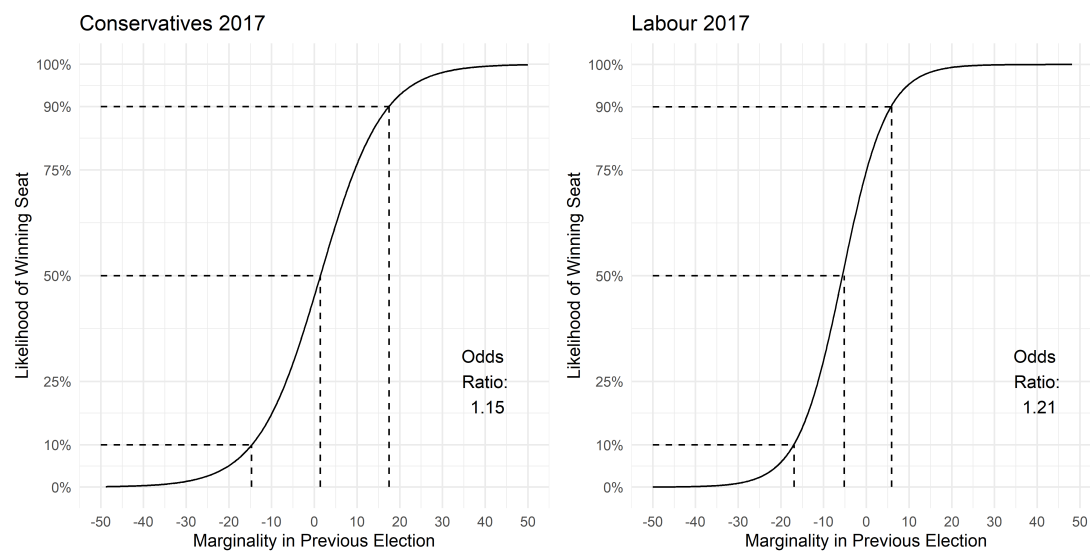 Conservatives 2017
Likelihood of Winning Seat
100%
90%
75%
50%
25%
10%
0%
Odds
Ratio:
1.15
-50 -40 -30 -20 -10 0 10 20 30 40 50
Marginality in Previous Election
Labour 2017
Likelihood of Winning Seat
100%
90%
75%
50%
25%
10%
0%
Odds
Ratio:
1.21
-50 -40 -30 -20 -10 0 10 20 30 40 50
Marginality in Previous Election